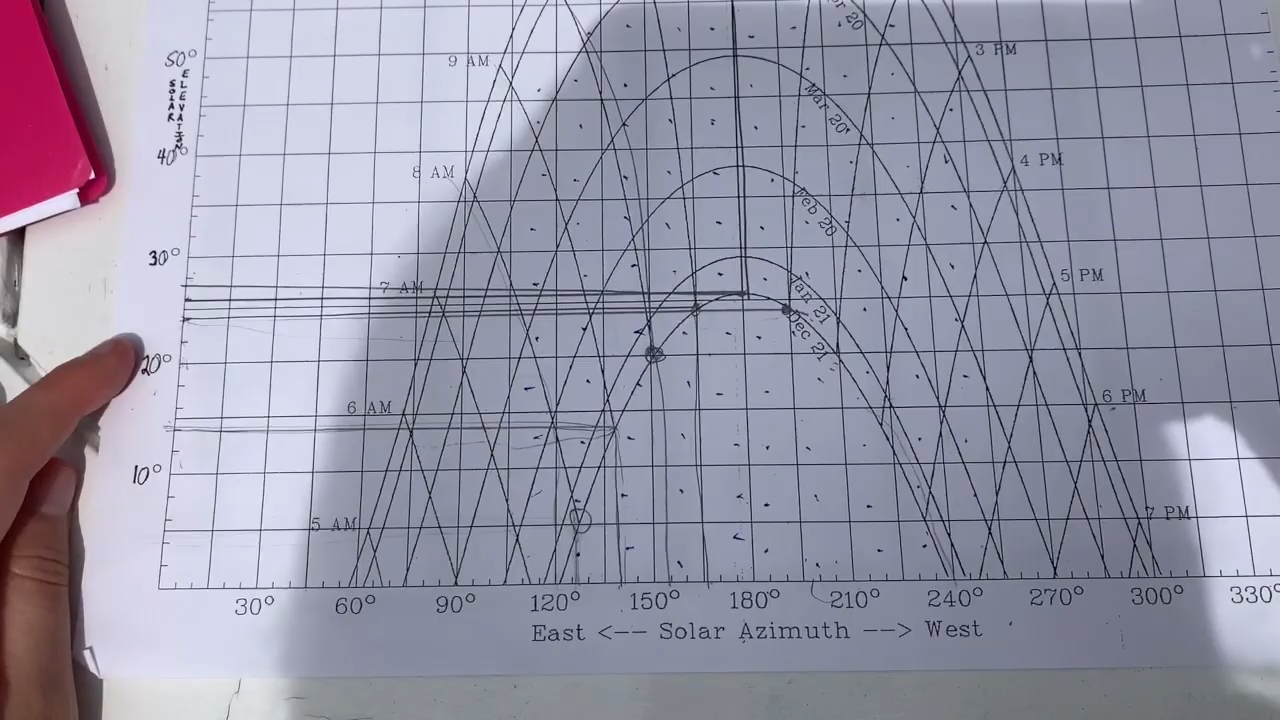 50°
SOLAR
ELEVATION
9 AM
3 PM
Mar 20
40°
8 AM
4 PM
Feb 20
30°
7 AM
5 PM
Jan 21
Dec 21
20°
6 AM
6 PM
10°
5 AM
7 PM
30° 60° 90° 120° 150° 180° 210° 240° 270° 300° 330°
East <-- Solar Azimuth --> West